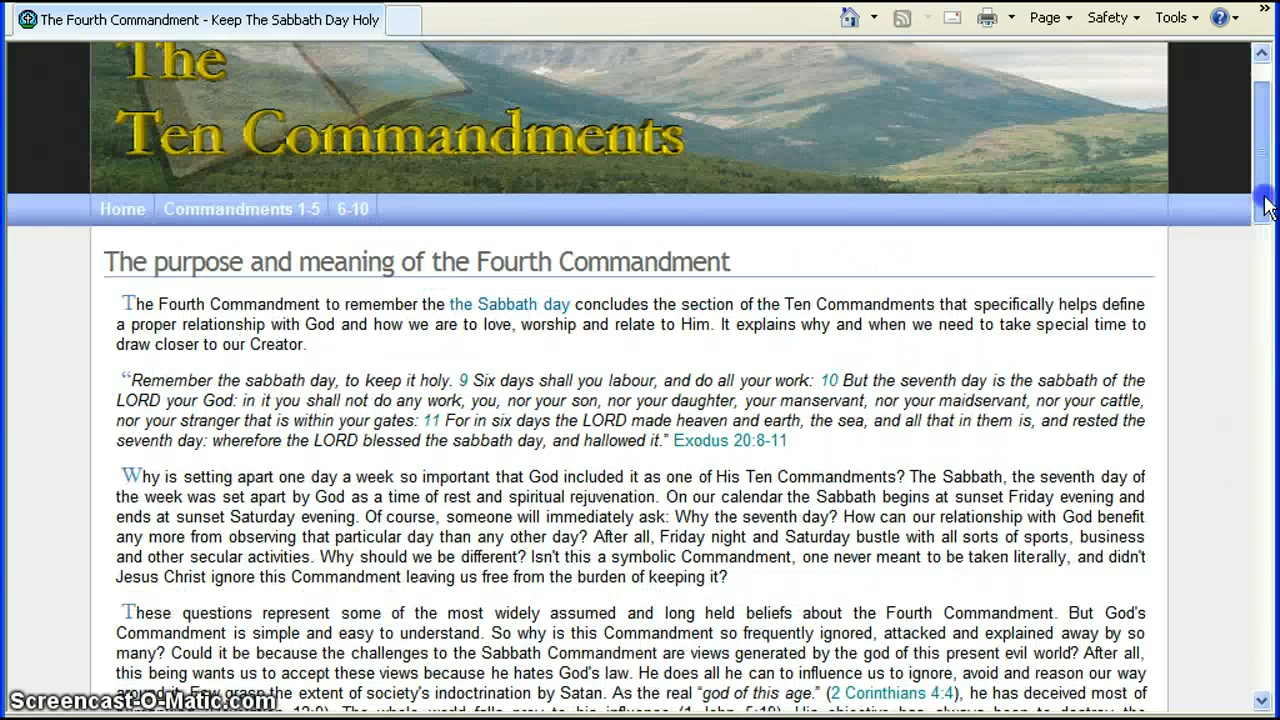 The Fourth Commandment - Keep The Sabbath Day Holy
Page Safety Tools
The
Ten Commandments
Home Commandments 1-5 6-10
The purpose and meaning of the Fourth Commandment
The Fourth Commandment to remember the the Sabbath day concludes the section of the Ten Commandments that specifically helps define
a proper relationship with God and how we are to love, worship and relate to Him. It explains why and when we need to take special time to
draw closer to our Creator.
“Remember the sabbath day, to keep it holy. 9 Six days shall you labour, and do all your work: 10 But the seventh day is the sabbath of the
LORD your God: in it you shall not do any work, you, nor your son, nor your daughter, your manservant, nor your maidservant, nor your cattle,
nor your stranger that is within your gates: 11 For in six days the LORD made heaven and earth, the sea, and all that in them is, and rested the
seventh day: wherefore the LORD blessed the sabbath day, and hallowed it.” Exodus 20:8-11
Why is setting apart one day a week so important that God included it as one of His Ten Commandments? The Sabbath, the seventh day of
the week was set apart by God as a time of rest and spiritual rejuvenation. On our calendar the Sabbath begins at sunset Friday evening and
ends at sunset Saturday evening. Of course, someone will immediately ask: Why the seventh day? How can our relationship with God benefit
any more from observing that particular day than any other day? After all, Friday night and Saturday bustle with all sorts of sports, business
and other secular activities. Why should we be different? Isn't this a symbolic Commandment, one never meant to be taken literally, and didn't
Jesus Christ ignore this Commandment leaving us free from the burden of keeping it?
These questions represent some of the most widely assumed and long held beliefs about the Fourth Commandment. But God's
Commandment is simple and easy to understand. So why is this Commandment so frequently ignored, attacked and explained away by so
many? Could it be because the challenges to the Sabbath Commandment are views generated by the god of this present evil world? After all,
this being wants us to accept these views because he hates God's law. He does all he can to influence us to ignore, avoid and reason our way
around it. Few grasp the extent of society's indoctrination by Satan. As the real “god of this age.” (2 Corinthians 4:4), he has deceived most of
The whole world falls prey to his influence (1 John 5:19). His objective has always been to destroy the
Screencast-O-Matic.com